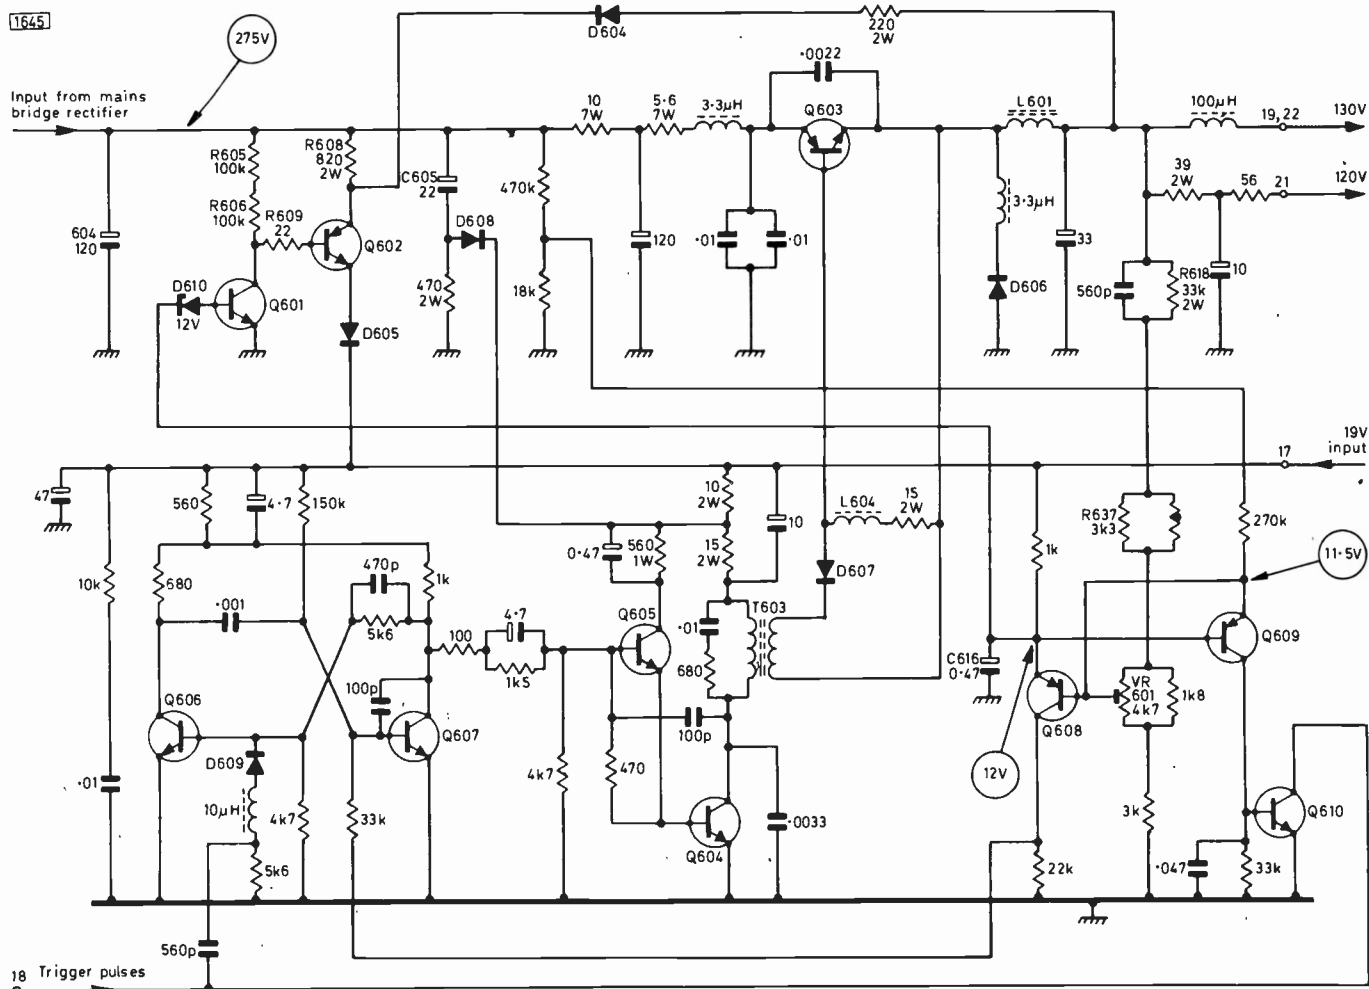 1645
275V
D604
220
2W
·0022
Input from mains
bridge rectifier
10
7W
5·6
7W
3·3µH
Q603
L601
100µH
19,22
130V
R605
100k
R608
820
2W
C605
22
470k
39
2W
56
21
120V
R606
100k
R609
22
3·3µH
604
120
Q602
D608
120
·01
·01
33
10
D610
12V
Q601
470
2W
18k
D606
560p
R618
33k
2W
D605
19V
input
17
47
560
4·7
150k
10
2W
10
L604
15
2W
R637
3k3
270k
0·47
560
1W
15
2W
1k
11·5V
10k
680
470p
1k
D607
·001
5k6
4·7
Q605
T603
Q609
100
·01
680
C616
0·47
1k5
VR
601
4k7
1k8
Q606
100p
Q607
100p
Q608
D609
470
12V
·01
10µH
4k7
33k
4k7
Q604
·0033
3k
Q610
5k6
22k
·047
33k
560p
18
Trigger pulses